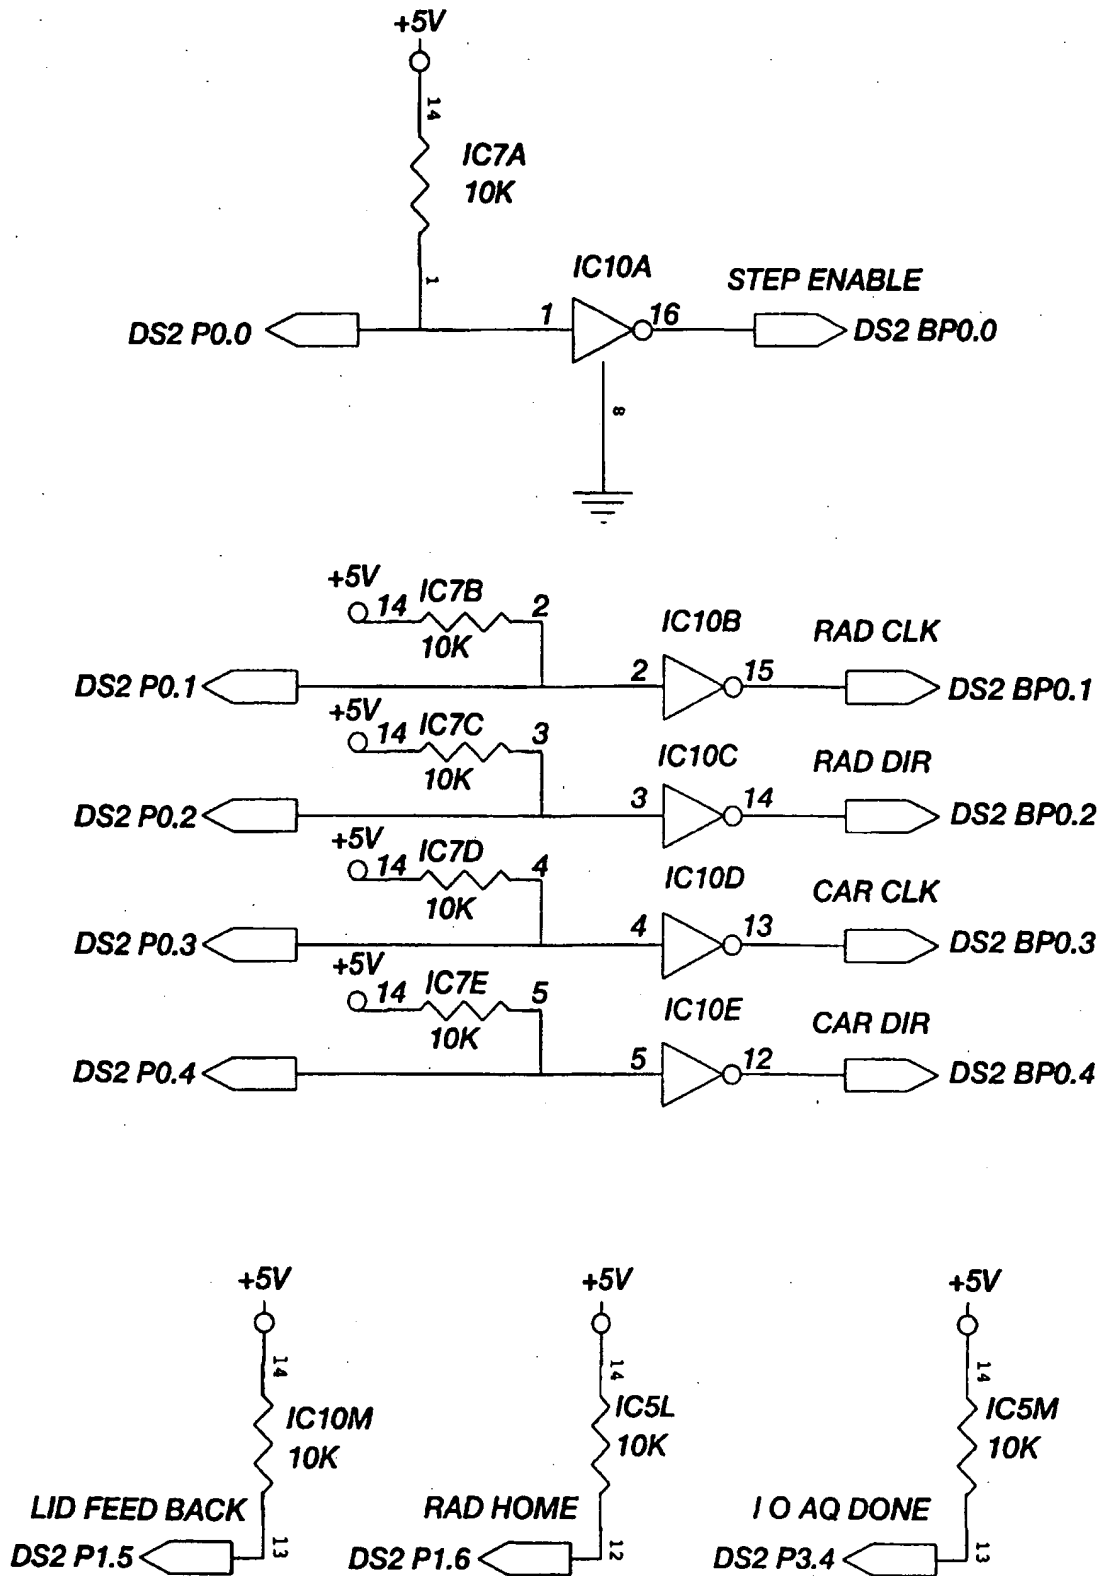 +5V
14
IC7A
10K
1
IC10A
STEP ENABLE
DS2 P0.0
1
16
DS2 BP0.0
8
+5V
14
IC7B
10K
2
IC10B
RAD CLK
DS2 P0.1
2
15
DS2 BP0.1
+5V
14
IC7C
10K
3
IC10C
RAD DIR
DS2 P0.2
3
14
DS2 BP0.2
+5V
14
IC7D
10K
4
IC10D
CAR CLK
DS2 P0.3
4
13
DS2 BP0.3
+5V
14
IC7E
10K
5
IC10E
CAR DIR
DS2 P0.4
5
12
DS2 BP0.4
+5V
14
IC10M
10K
LID FEED BACK
DS2 P1.5
13
+5V
14
IC5L
10K
RAD HOME
DS2 P1.6
12
+5V
14
IC5M
10K
I O AQ DONE
DS2 P3.4
13